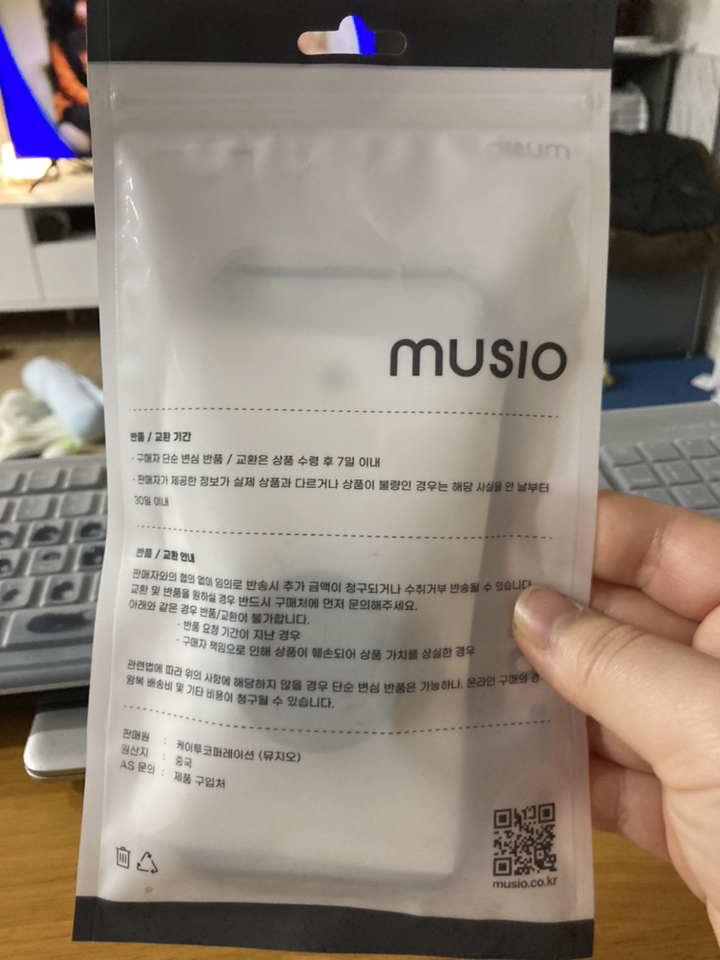 musio
musio
반품 / 교환 기간
- 구매자 단순 변심 반품 / 교환은 상품 수령 후 7일 이내
- 판매자가 제공한 정보가 실제 상품과 다르거나 상품이 불량인 경우는 해당 사실을 안 날부터
30일 이내
반품 / 교환 안내
판매자와의 협의 없이 임의로 반송시 추가 금액이 청구되거나 수취거부 반송될 수 있습니다.
교환 및 반품을 원하실 경우 반드시 구매처에 먼저 문의해주세요.
아래와 같은 경우 반품/교환이 불가합니다.
- 반품 요청 기간이 지난 경우
- 구매자 책임으로 인해 상품이 훼손되어 상품 가치를 상실한 경우
관련법에 따라 위의 사항에 해당하지 않을 경우 단순 변심 반품은 가능하나, 온라인 구매의
왕복 배송비 및 기타 비용이 청구될 수 있습니다.
판매원 : 케이투코퍼레이션 (뮤지오)
원산지 : 중국
AS 문의 : 제품 구입처
musio.co.kr